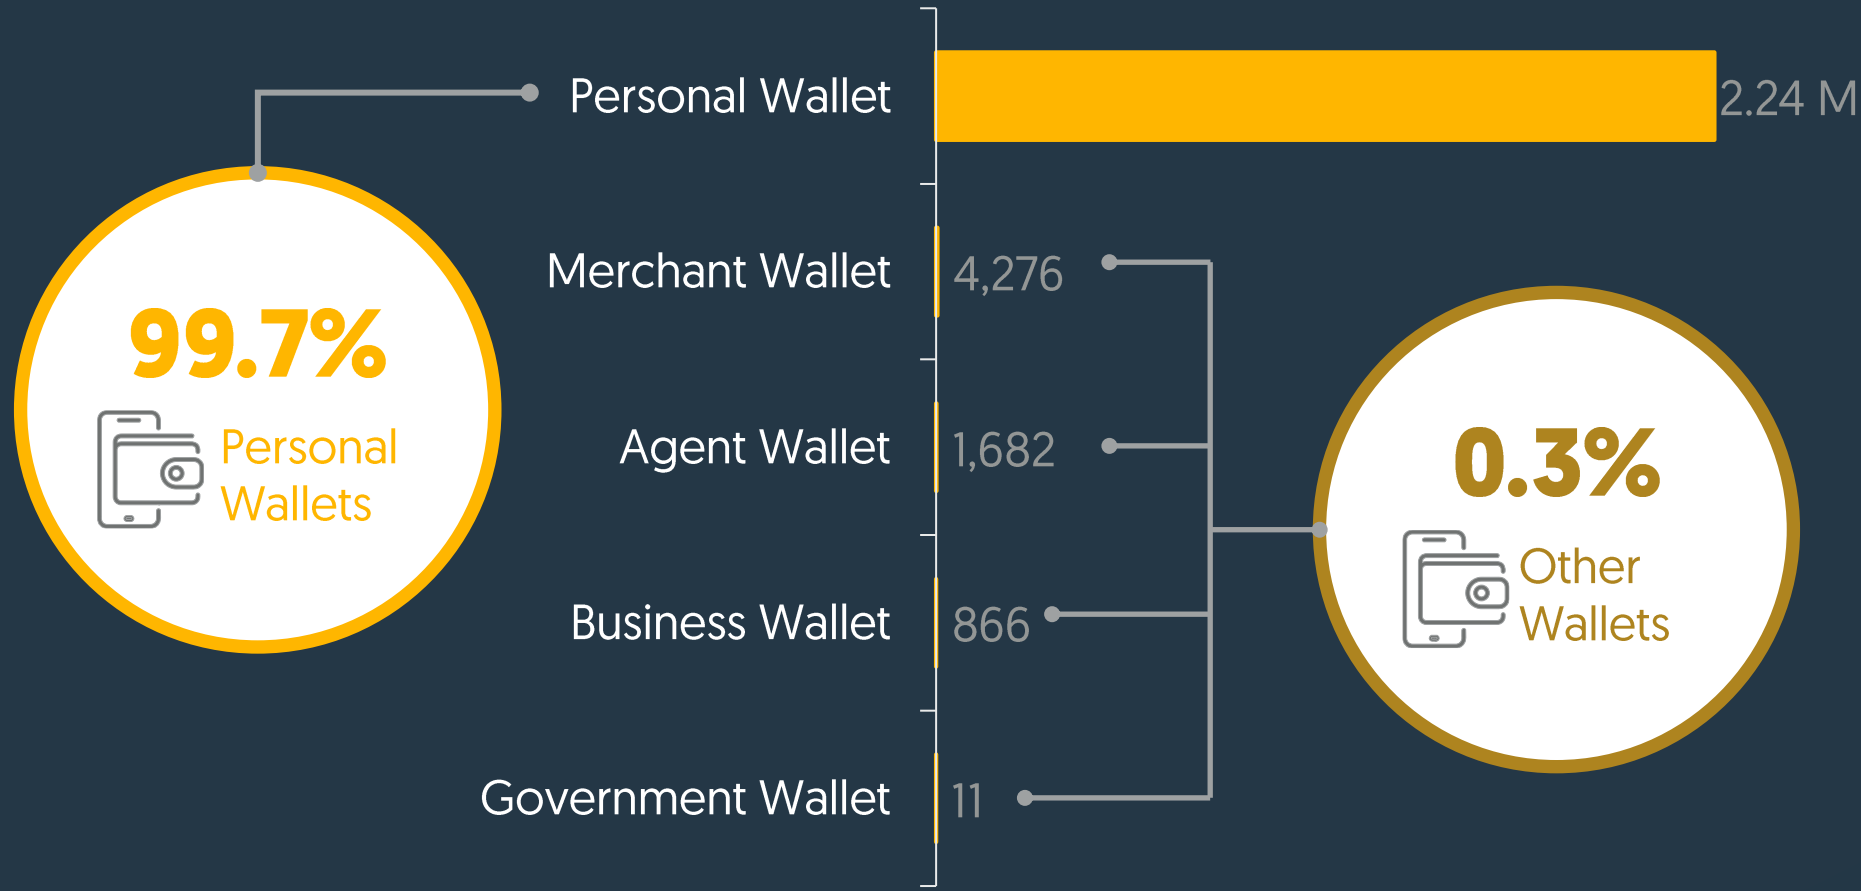 Personal Wallet
2.24 M
99.7%
Personal
Wallets
Merchant Wallet
4,276
Agent Wallet
1,682
Business Wallet
866
Government Wallet
11
0.3%
Other
Wallets